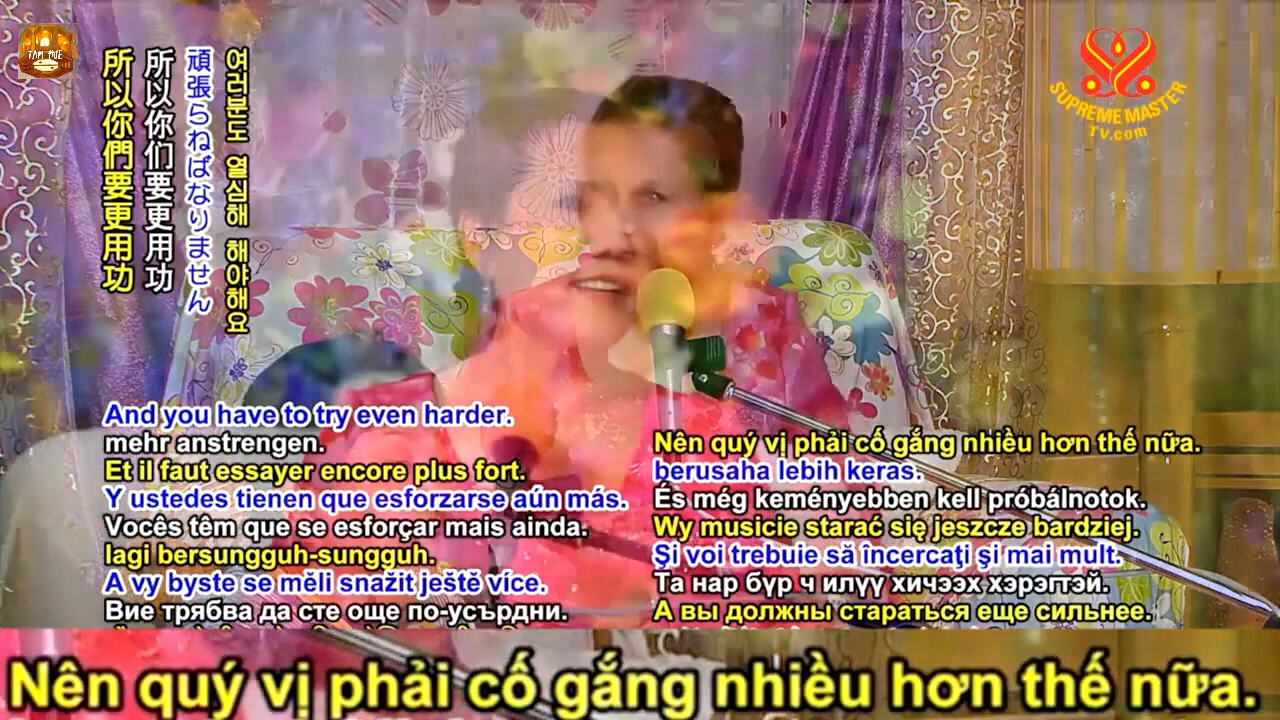 TÂM TUỆ
SUPREME MASTER
TV.com
所以你們要更用功
所以你们要更用功
頑張らねばなりません
여러분도 열심해 해야해요
And you have to try even harder.
mehr anstrengen.
Et il faut essayer encore plus fort.
Y ustedes tienen que esforzarse aún más.
Vocês têm que se esforçar mais ainda.
lagi bersungguh-sungguh.
A vy byste se měli snažit ještě více.
Вие трябва да сте още по-усърдни.
Nên quý vị phải cố gắng nhiều hơn thế nữa.
berusaha lebih keras.
És még keményebben kell próbálnotok.
Wy musicie starać się jeszcze bardziej.
Şi voi trebuie să încercaţi şi mai mult.
Та нар бүр ч илүү хичээх хэрэгтэй.
А вы должны стараться еще сильнее.
Nên quý vị phải cố gắng nhiều hơn thế nữa.